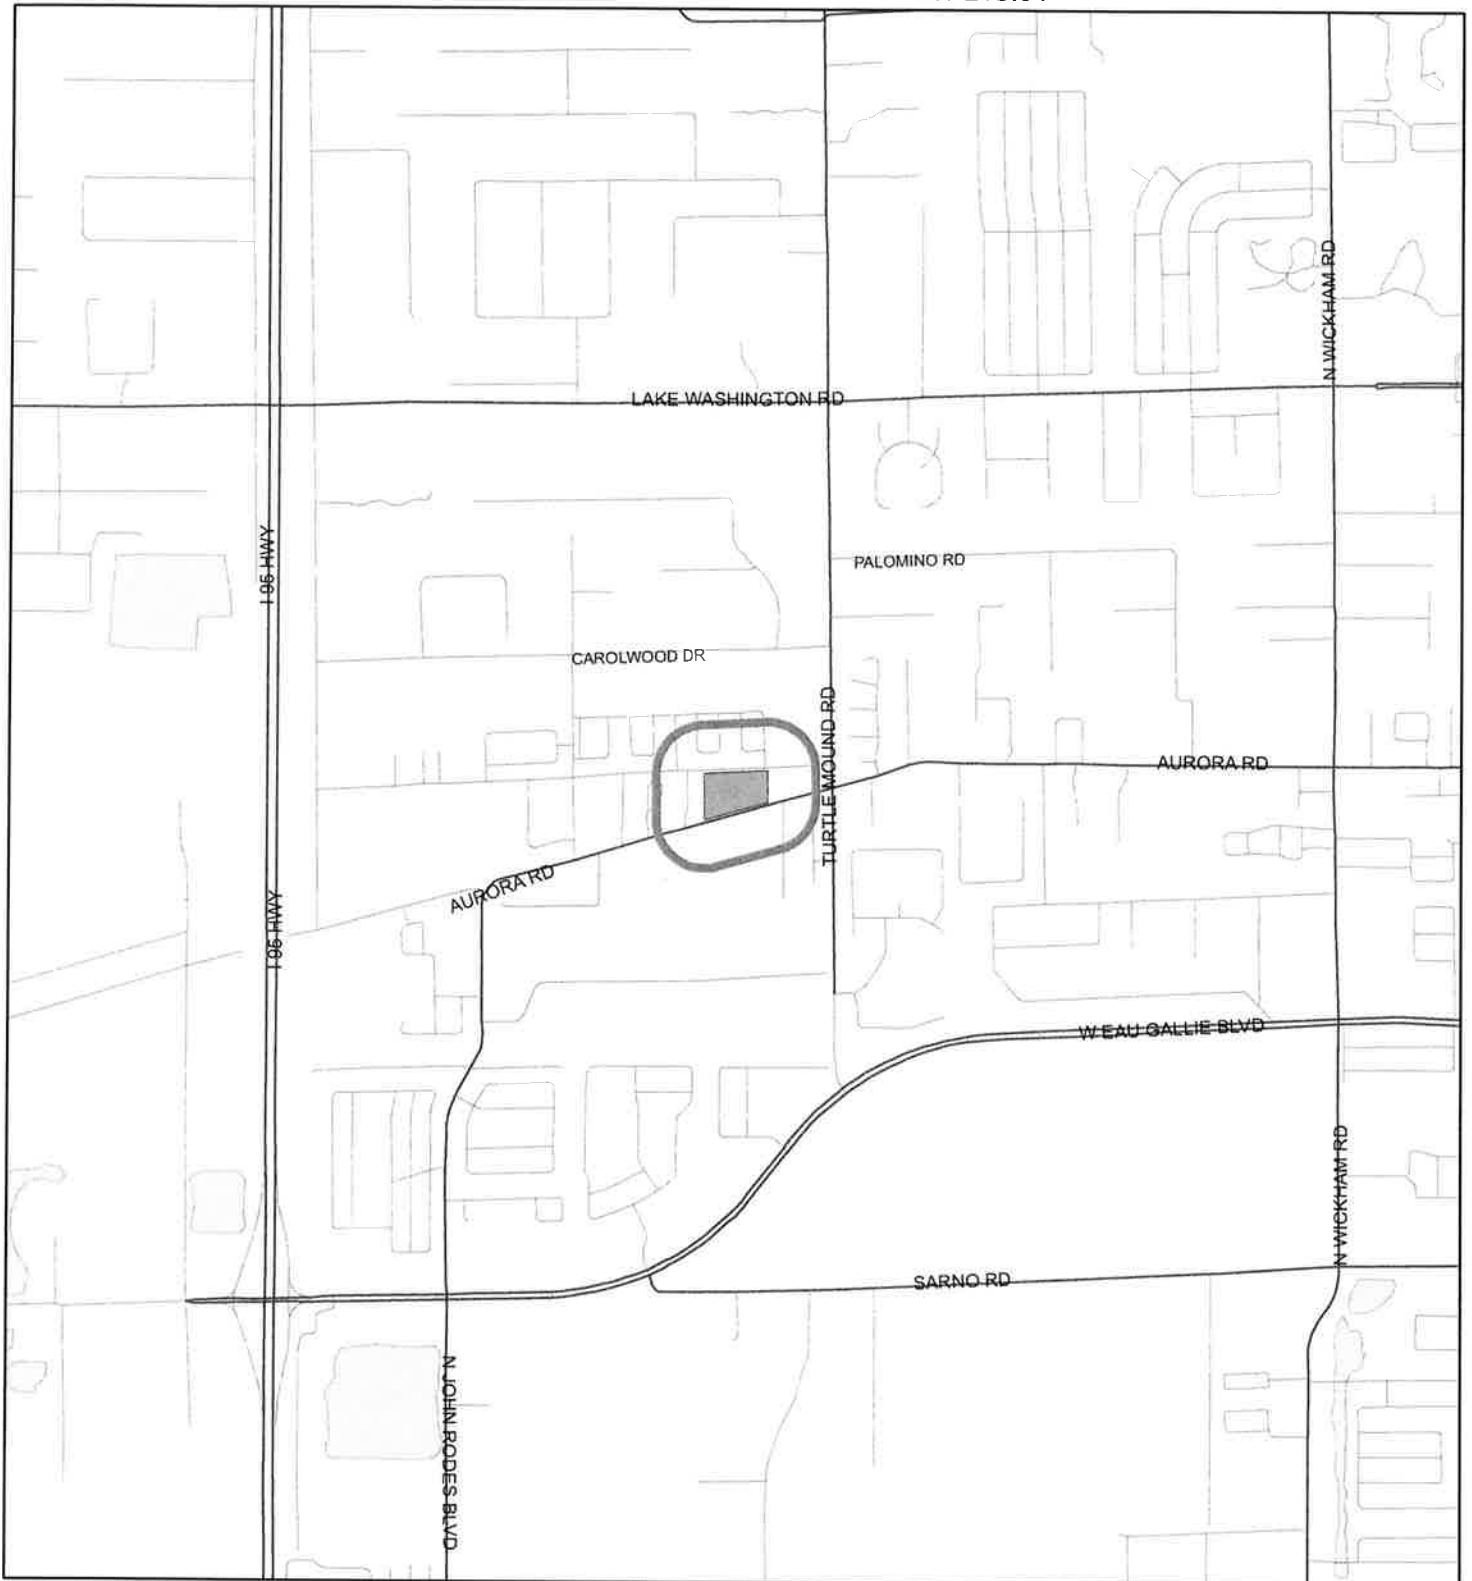 N WICKHAM RD
LAKE WASHINGTON RD
I 95 HWY
PALOMINO RD
CAROLWOOD DR
TURTLE MOUND RD
AURORA RD
AURORA RD
I 95 HWY
W EAU GALLIE BLVD
N WICKHAM RD
SARNO RD
N JOHN RODES BLVD